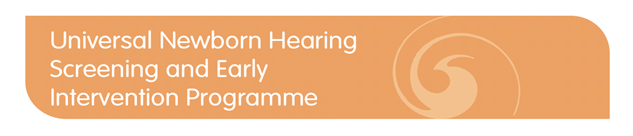 Universal Newborn Hearing
Screening and Early
Intervention Programme